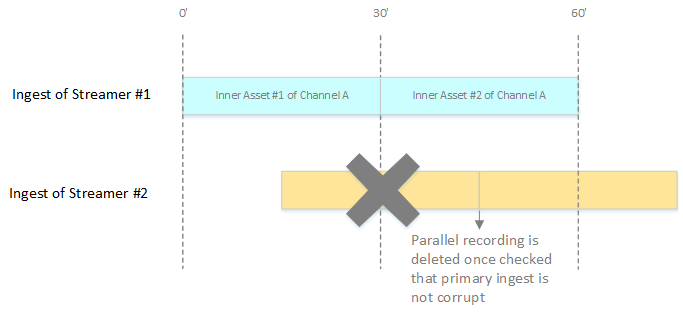 0' 30' 60'
Ingest of Streamer #1
Inner Asset #1 of Channel A Inner Asset #2 of Channel A
Ingest of Streamer #2
Parallel recording is
deleted once checked
that primary ingest is
not corrupt